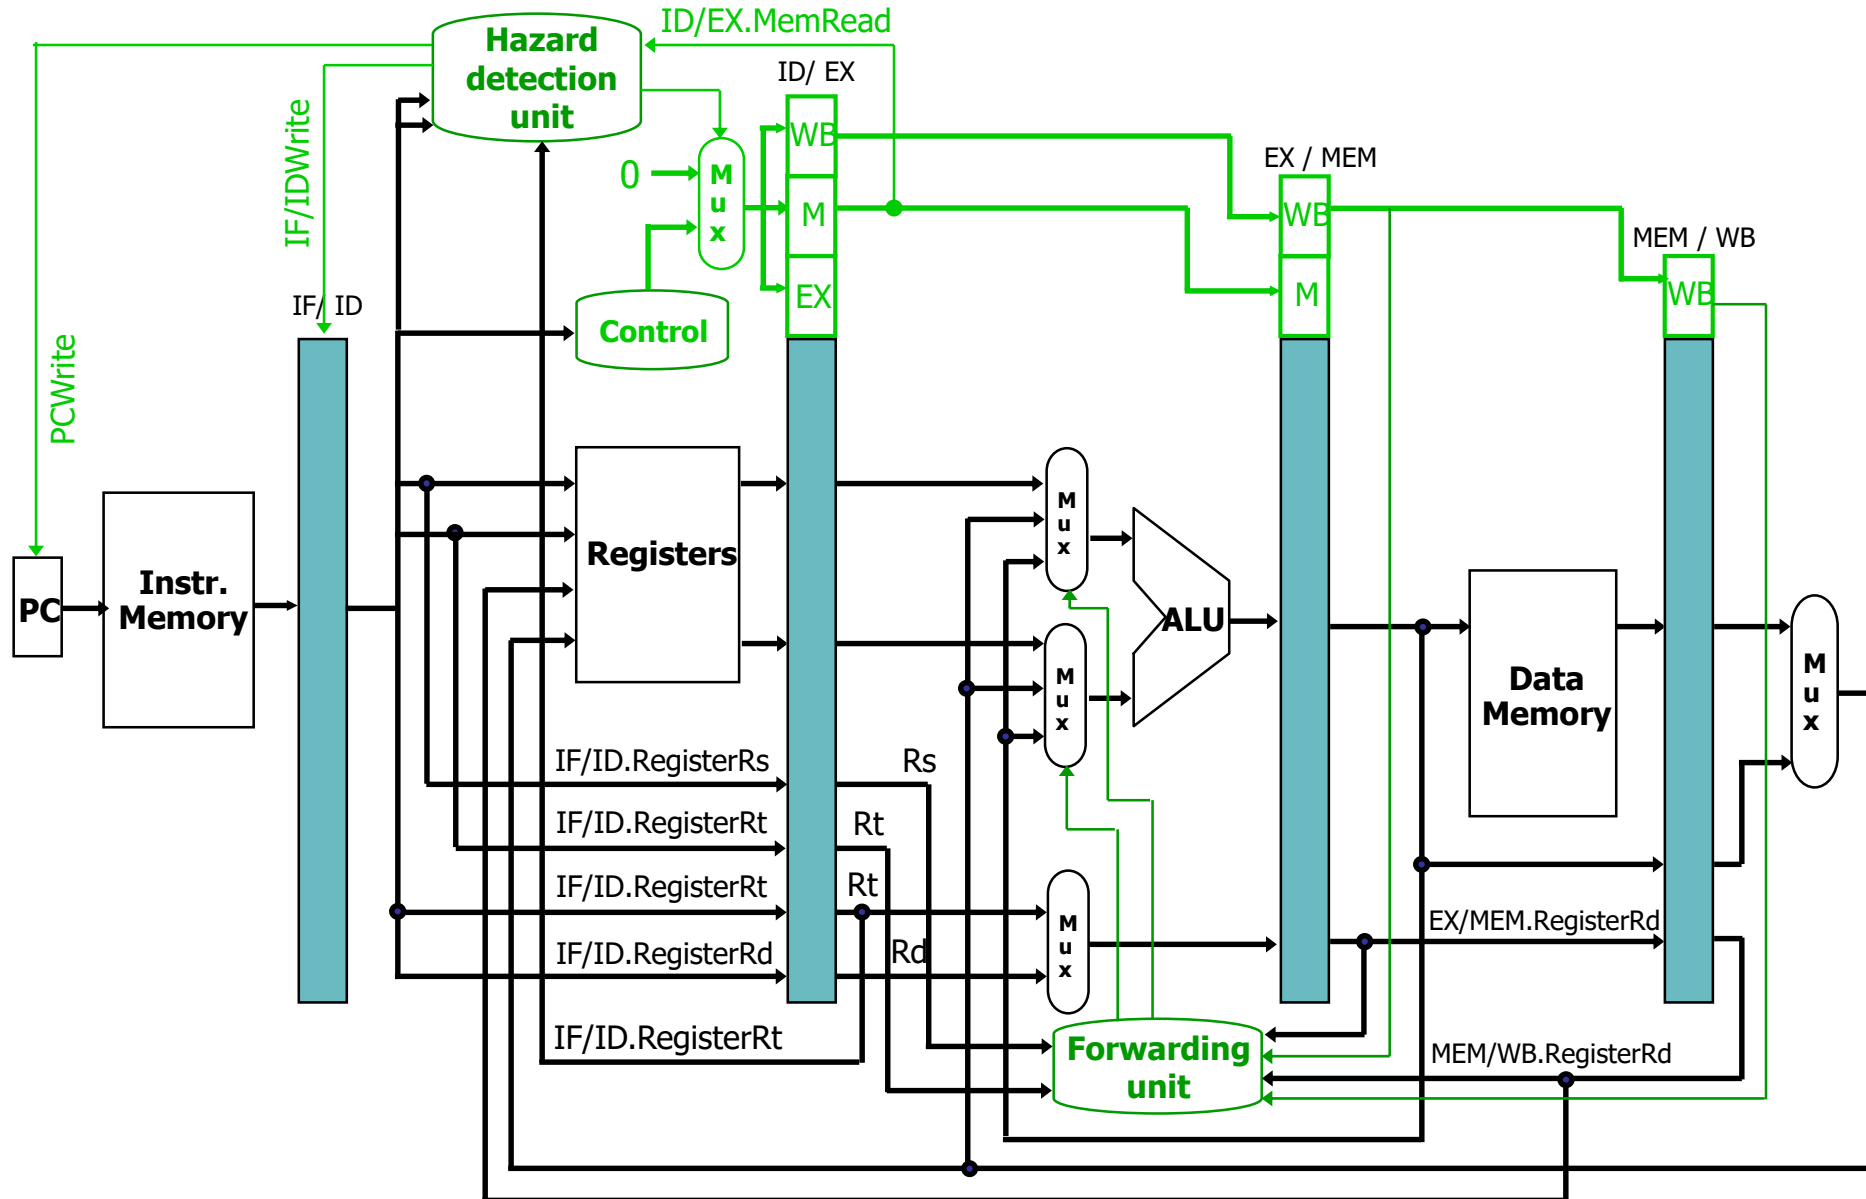 ID/EX.MemRead
Hazard
detection
unit
ID/ EX
IF/IDWrite
PCWrite
0
M
u
x
WB
M
EX
EX / MEM
WB
M
MEM / WB
WB
IF/ ID
Control
PC
Instr.
Memory
Registers
M
u
x
M
u
x
ALU
Data
Memory
M
u
x
IF/ID.RegisterRs
Rs
IF/ID.RegisterRt
Rt
IF/ID.RegisterRt
Rt
IF/ID.RegisterRd
Rd
M
u
x
EX/MEM.RegisterRd
IF/ID.RegisterRt
Forwarding
unit
MEM/WB.RegisterRd